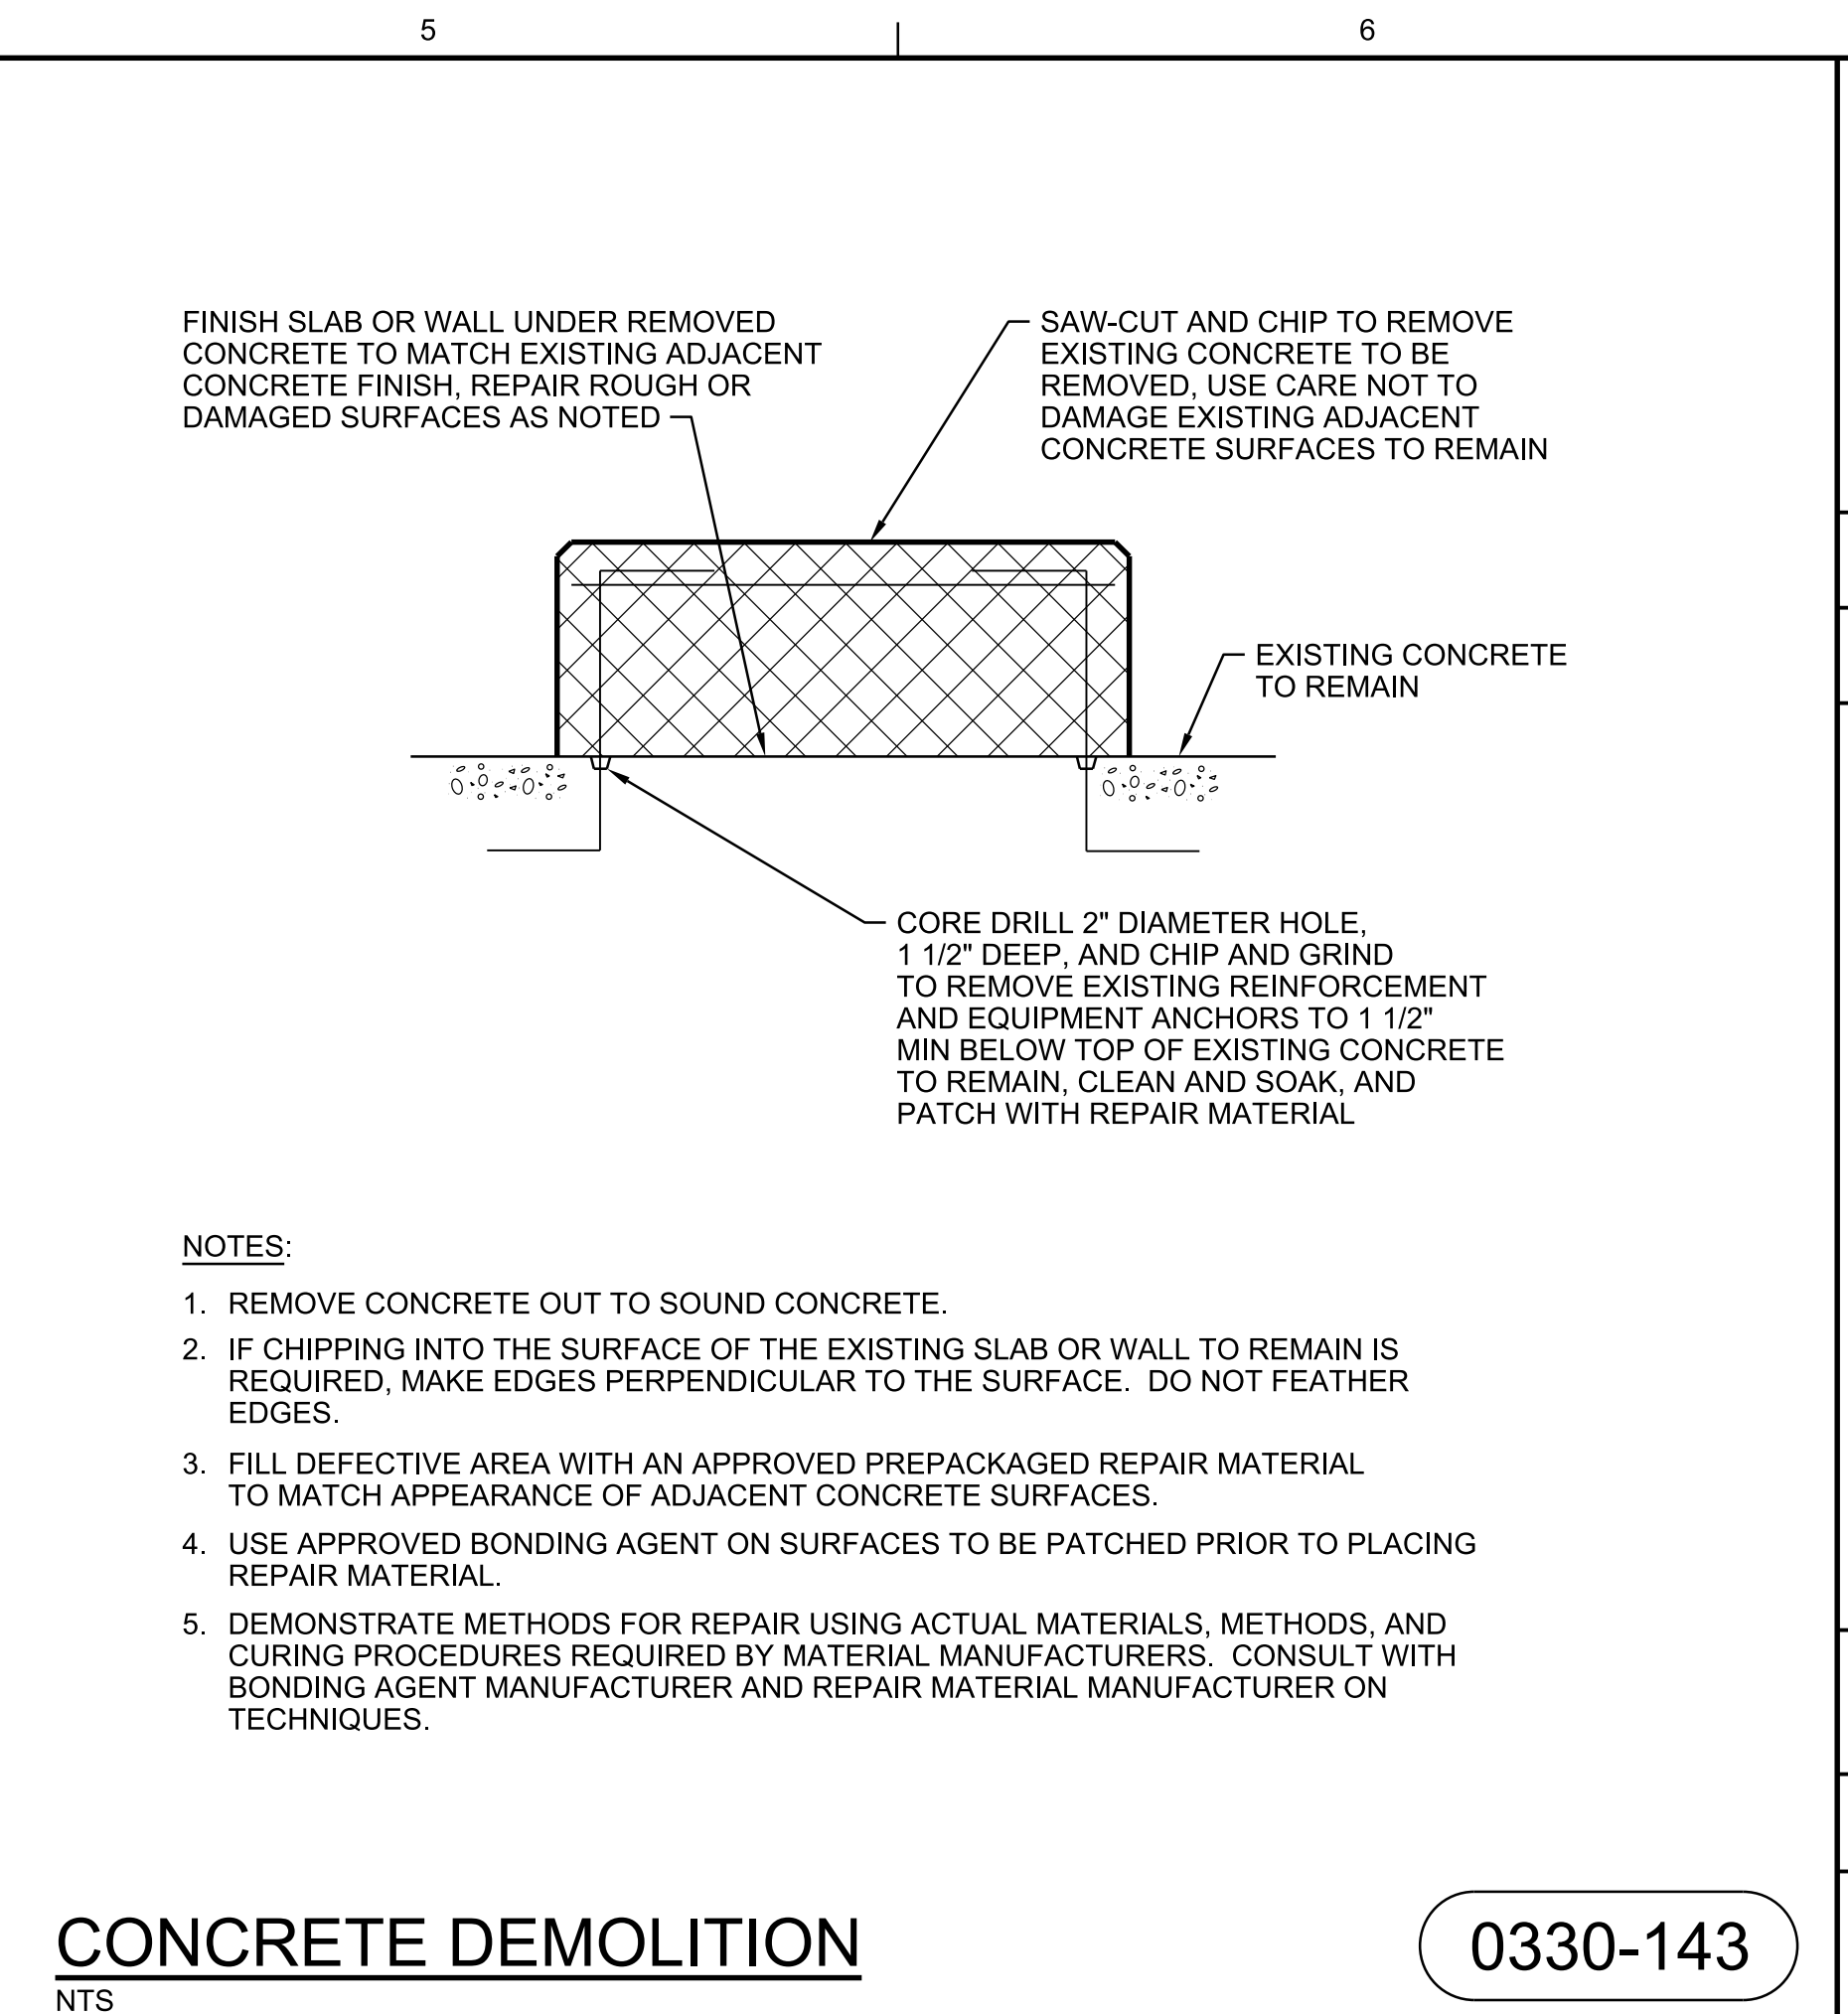 5
6
FINISH SLAB OR WALL UNDER REMOVED
CONCRETE TO MATCH EXISTING ADJACENT
CONCRETE FINISH, REPAIR ROUGH OR
DAMAGED SURFACES AS NOTED
SAW-CUT AND CHIP TO REMOVE
EXISTING CONCRETE TO BE
REMOVED, USE CARE NOT TO
DAMAGE EXISTING ADJACENT
CONCRETE SURFACES TO REMAIN
EXISTING CONCRETE
TO REMAIN
CORE DRILL 2" DIAMETER HOLE,
1 1/2" DEEP, AND CHIP AND GRIND
TO REMOVE EXISTING REINFORCEMENT
AND EQUIPMENT ANCHORS TO 1 1/2"
MIN BELOW TOP OF EXISTING CONCRETE
TO REMAIN, CLEAN AND SOAK, AND
PATCH WITH REPAIR MATERIAL
NOTES:
1. REMOVE CONCRETE OUT TO SOUND CONCRETE.
2. IF CHIPPING INTO THE SURFACE OF THE EXISTING SLAB OR WALL TO REMAIN IS
REQUIRED, MAKE EDGES PERPENDICULAR TO THE SURFACE. DO NOT FEATHER
EDGES.
3. FILL DEFECTIVE AREA WITH AN APPROVED PREPACKAGED REPAIR MATERIAL
TO MATCH APPEARANCE OF ADJACENT CONCRETE SURFACES.
4. USE APPROVED BONDING AGENT ON SURFACES TO BE PATCHED PRIOR TO PLACING
REPAIR MATERIAL.
5. DEMONSTRATE METHODS FOR REPAIR USING ACTUAL MATERIALS, METHODS, AND
CURING PROCEDURES REQUIRED BY MATERIAL MANUFACTURERS. CONSULT WITH
BONDING AGENT MANUFACTURER AND REPAIR MATERIAL MANUFACTURER ON
TECHNIQUES.
CONCRETE DEMOLITION
NTS
0330-143